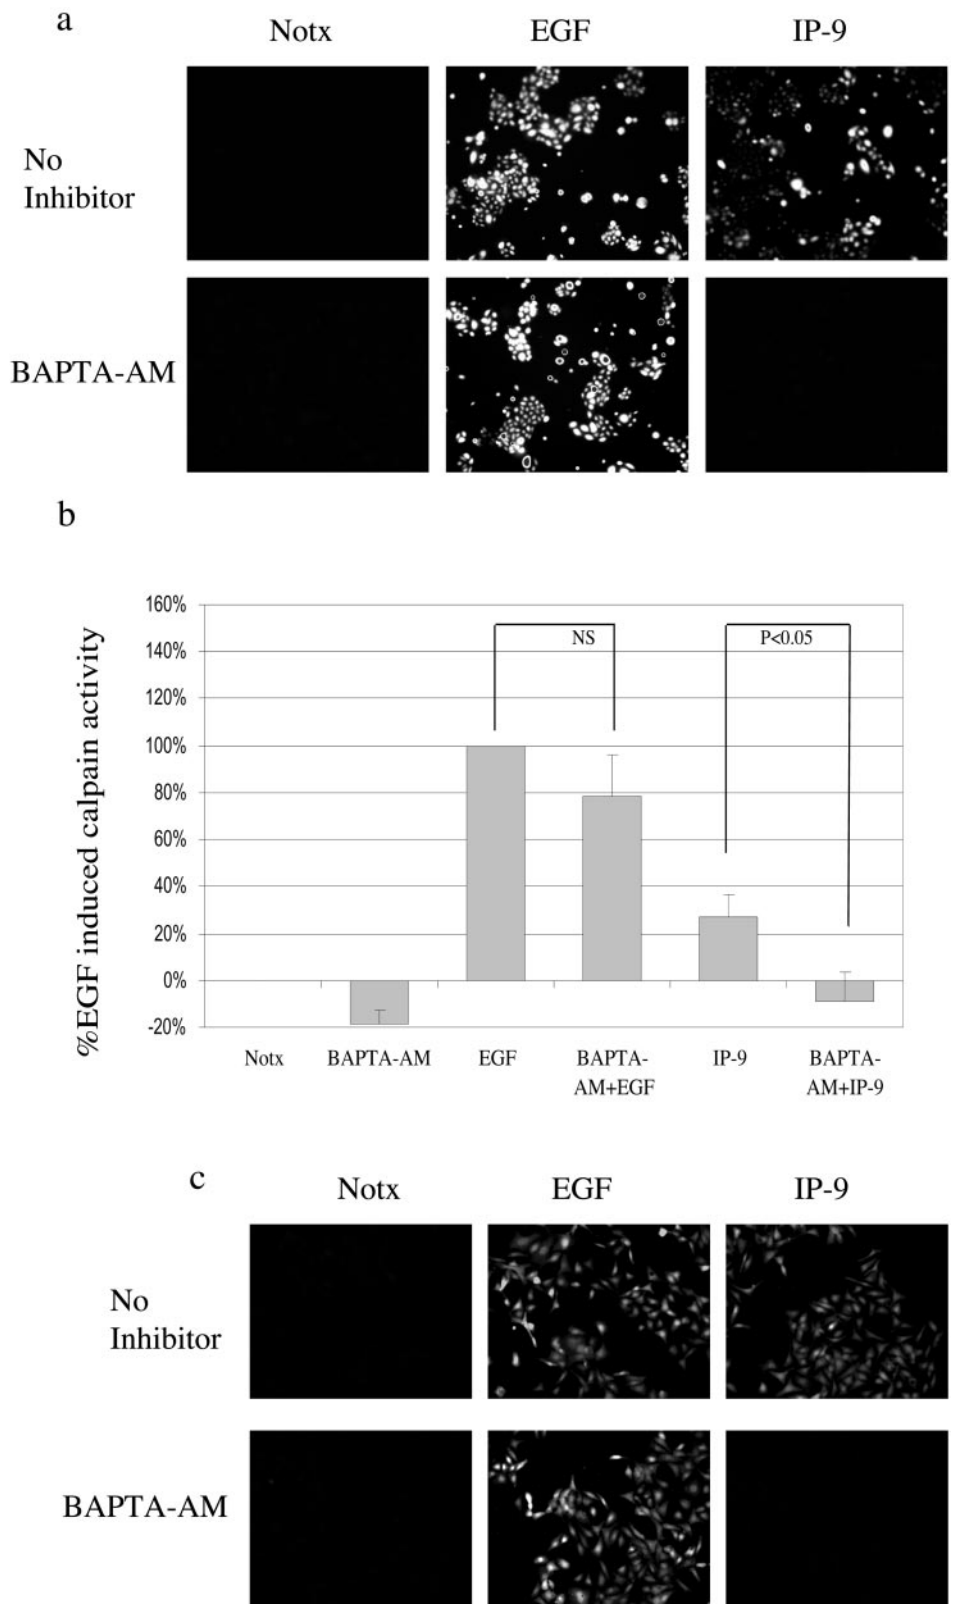 a
Notx EGF IP-9
No
Inhibitor
BAPTA-AM
b
%EGF induced calpain activity
160%
140%
120%
100%
80%
60%
40%
20%
0%
-20%
NS
P<0.05
Notx BAPTA-AM EGF BAPTA- IP-9 BAPTA-
AM+EGF AM+IP-9
c
Notx EGF IP-9
No
Inhibitor
BAPTA-AM